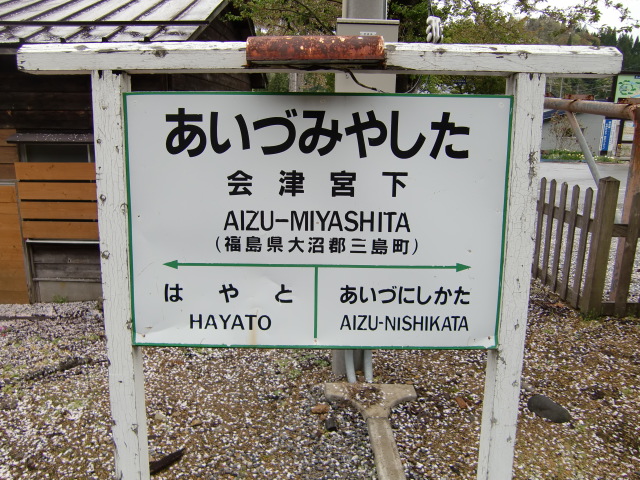 あいづみやした
会津宮下
AIZU-MIYASHITA
(福島県大沼郡三島町)
はやと あいづにしかた
HAYATO AIZU-NISHIKATA